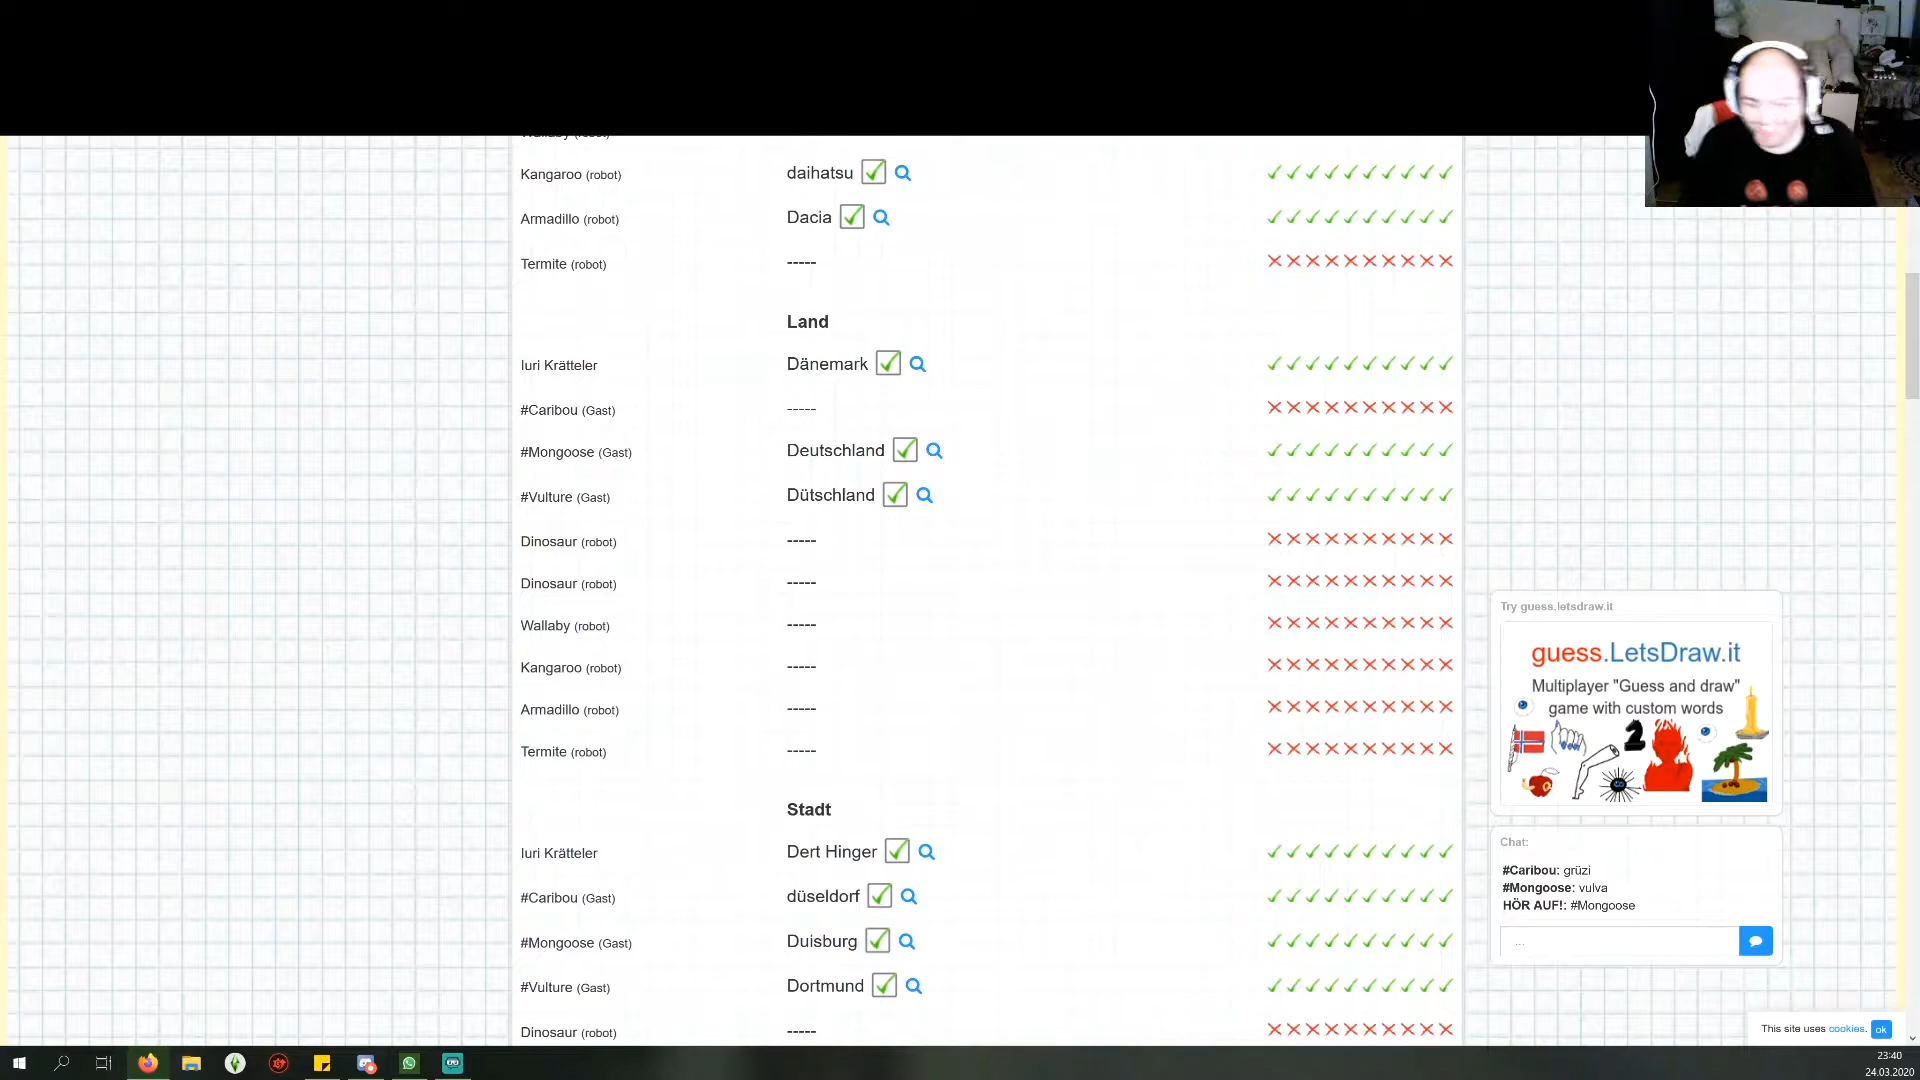 Wallaby (robot)
Kangaroo (robot) daihatsu
Armadillo (robot) Dacia
Termite (robot) -----
Land
Iuri Krätteler Dänemark
#Caribou (Gast) -----
#Mongoose (Gast) Deutschland
#Vulture (Gast) Dütschland
Dinosaur (robot) -----
Dinosaur (robot) -----
Wallaby (robot) -----
Kangaroo (robot) -----
Armadillo (robot) -----
Termite (robot) -----
Stadt
Iuri Krätteler Dert Hinger
#Caribou (Gast) düseldorf
#Mongoose (Gast) Duisburg
#Vulture (Gast) Dortmund
Dinosaur (robot) -----
Try guess.letsdraw.it
guess.LetsDraw.it
Multiplayer "Guess and draw"
game with custom words
Chat:
#Caribou: grüzi
#Mongoose: vulva
HÖR AUF!: #Mongoose
...
This site uses cookies. ok
23:40
24.03.2020